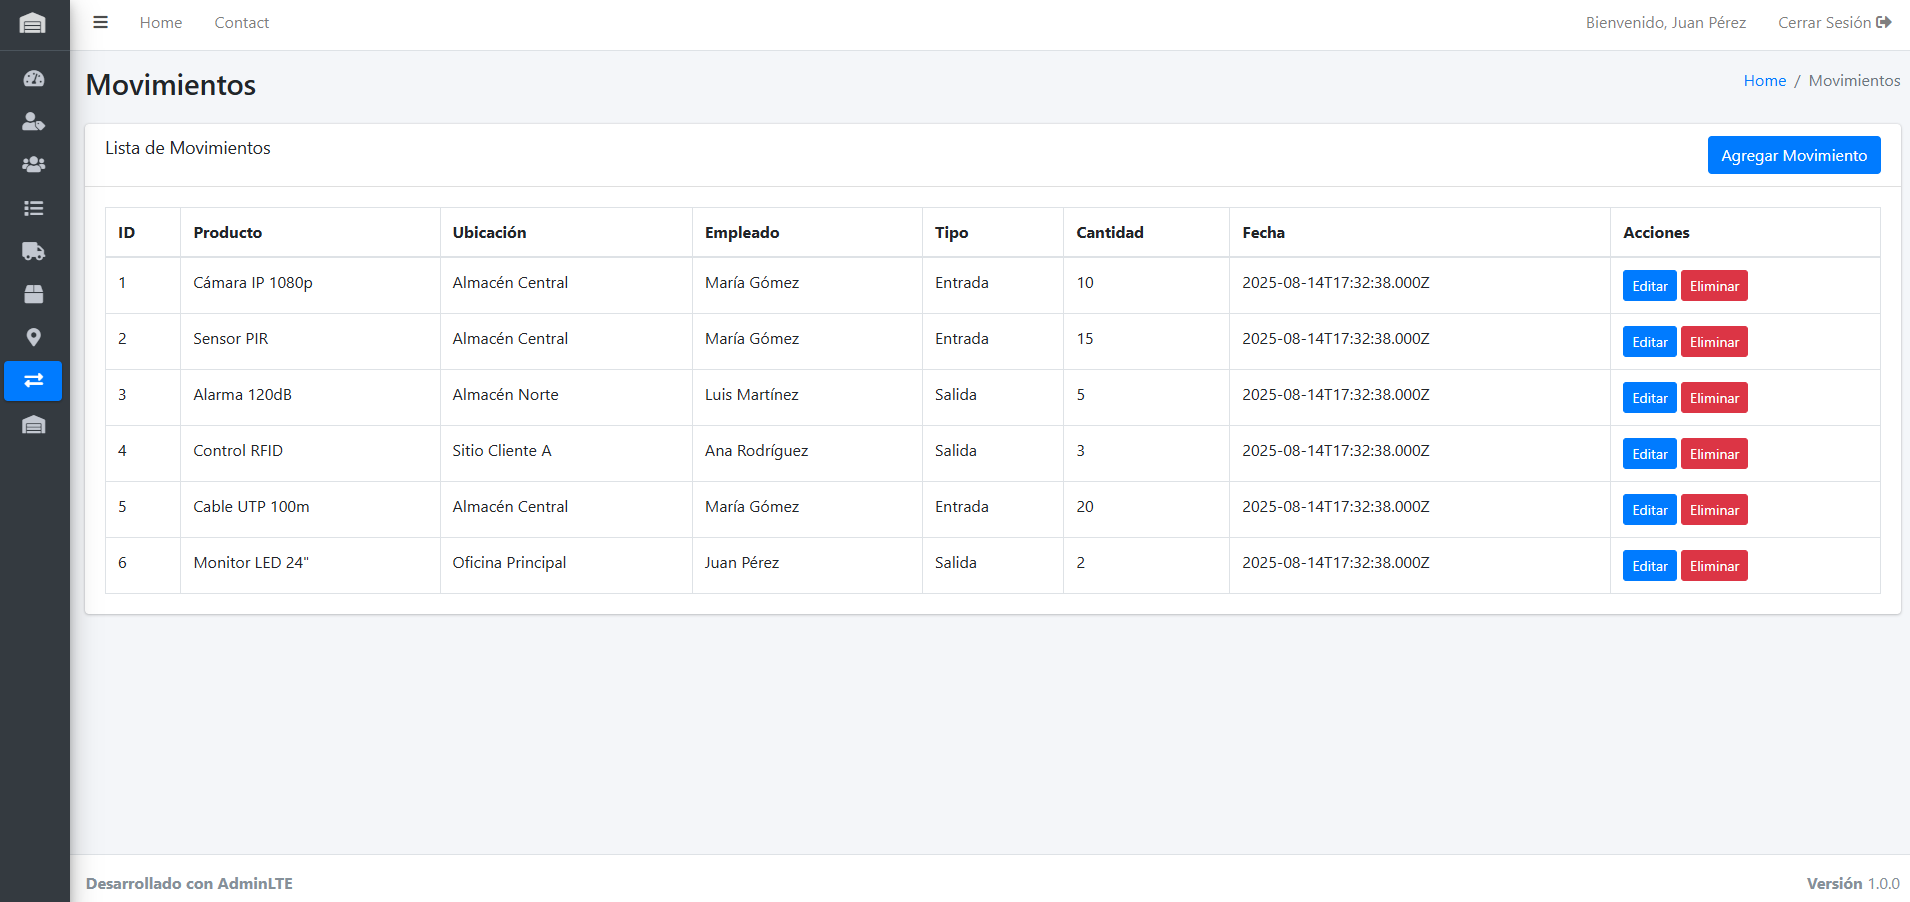 Home Contact Bienvenido, Juan Pérez Cerrar Sesión
Movimientos Home / Movimientos
Lista de Movimientos Agregar Movimiento
ID Producto Ubicación Empleado Tipo Cantidad Fecha Acciones
1 Cámara IP 1080p Almacén Central María Gómez Entrada 10 2025-08-14T17:32:38.000Z Editar Eliminar
2 Sensor PIR Almacén Central María Gómez Entrada 15 2025-08-14T17:32:38.000Z Editar Eliminar
3 Alarma 120dB Almacén Norte Luis Martínez Salida 5 2025-08-14T17:32:38.000Z Editar Eliminar
4 Control RFID Sitio Cliente A Ana Rodríguez Salida 3 2025-08-14T17:32:38.000Z Editar Eliminar
5 Cable UTP 100m Almacén Central María Gómez Entrada 20 2025-08-14T17:32:38.000Z Editar Eliminar
6 Monitor LED 24" Oficina Principal Juan Pérez Salida 2 2025-08-14T17:32:38.000Z Editar Eliminar
Desarrollado con AdminLTE Versión 1.0.0